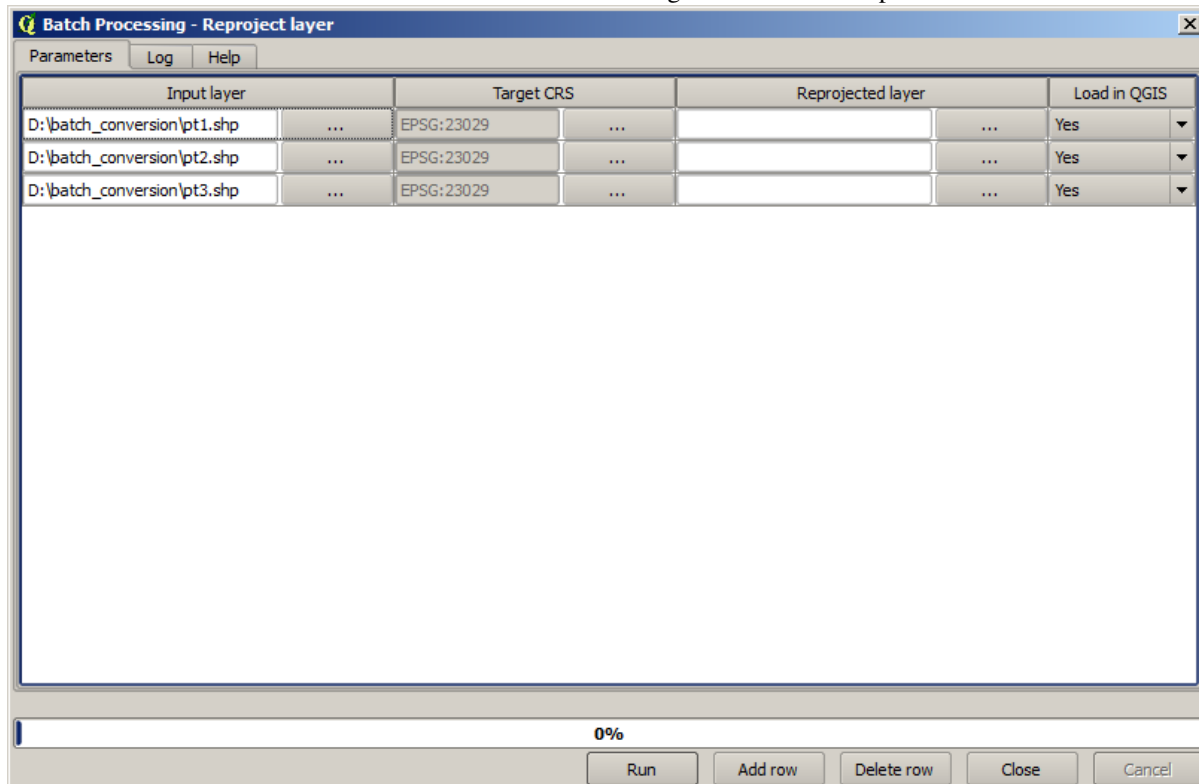 Batch Processing - Reproject layer
Parameters Log Help
Input layer Target CRS Reprojected layer Load in QGIS
D:\batch_conversion\pt1.shp ... EPSG:23029 ... ... Yes
D:\batch_conversion\pt2.shp ... EPSG:23029 ... ... Yes
D:\batch_conversion\pt3.shp ... EPSG:23029 ... ... Yes
0%
Run Add row Delete row Close Cancel